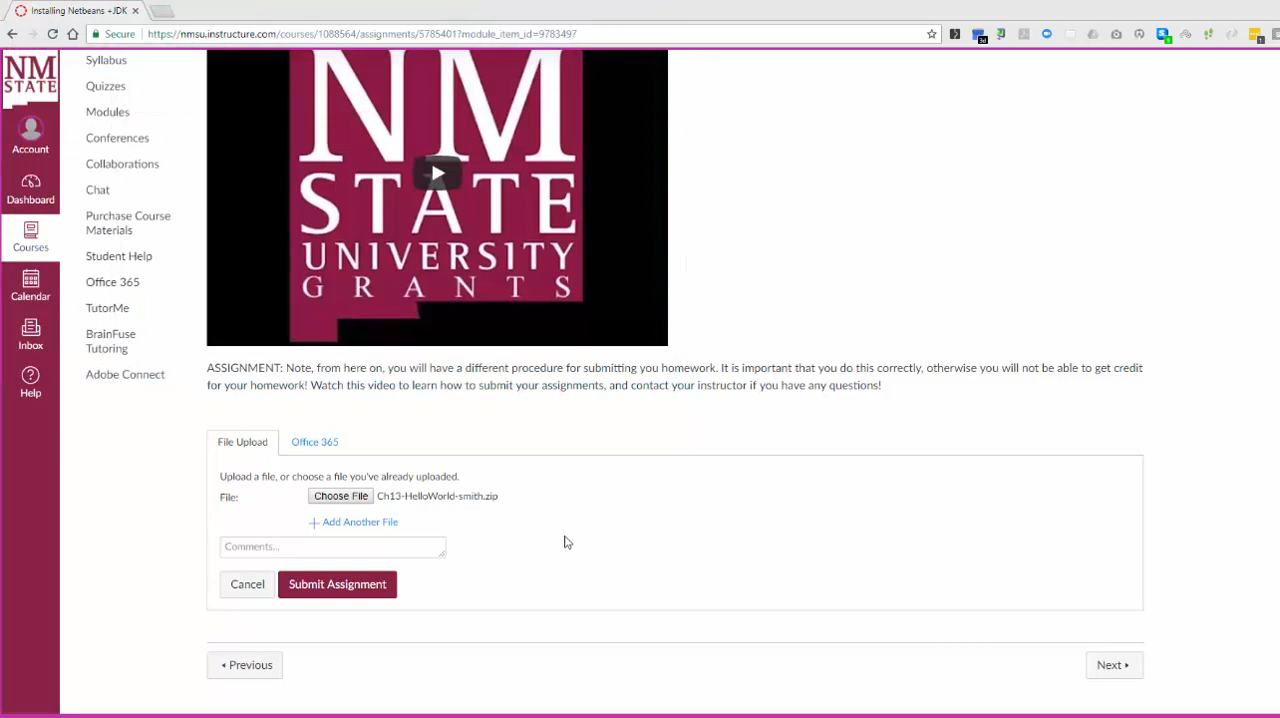 Installing Netbeans +JDK
Secure
https://nmsu.instructure.com/courses/1088564/assignments/5785401?module_item_id=9783497
NM
STATE
Account
Dashboard
Courses
Calendar
Inbox
Help
Syllabus
Quizzes
Modules
Conferences
Collaborations
Chat
Purchase Course
Materials
Student Help
Office 365
TutorMe
BrainFuse
Tutoring
Adobe Connect
NM
STATE
UNIVERSITY
GRANTS
ASSIGNMENT: Note, from here on, you will have a different procedure for submitting you homework. It is important that you do this correctly, otherwise you will not be able to get credit
for your homework! Watch this video to learn how to submit your assignments, and contact your instructor if you have any questions!
File Upload
Office 365
Upload a file, or choose a file you've already uploaded.
File:
Choose File
Ch13-HelloWorld-smith.zip
Add Another File
Comments...
Cancel
Submit Assignment
Previous
Next